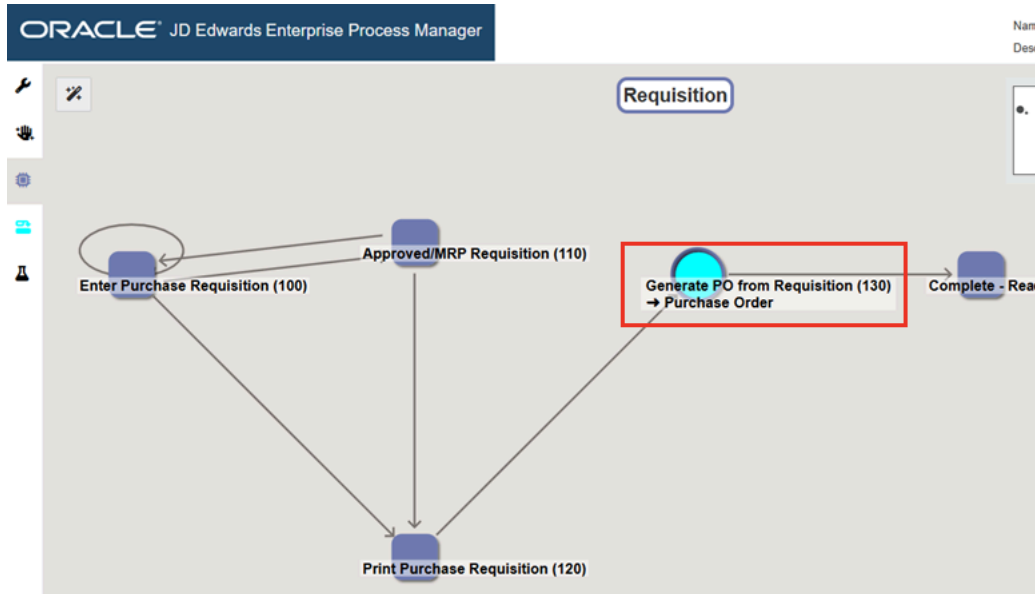 ORACLE® JD Edwards Enterprise Process Manager
Requisition
Approved/MRP Requisition (110)
Enter Purchase Requisition (100)
Generate PO from Requisition (130)
➔ Purchase Order
Complete -
Print Purchase Requisition (120)